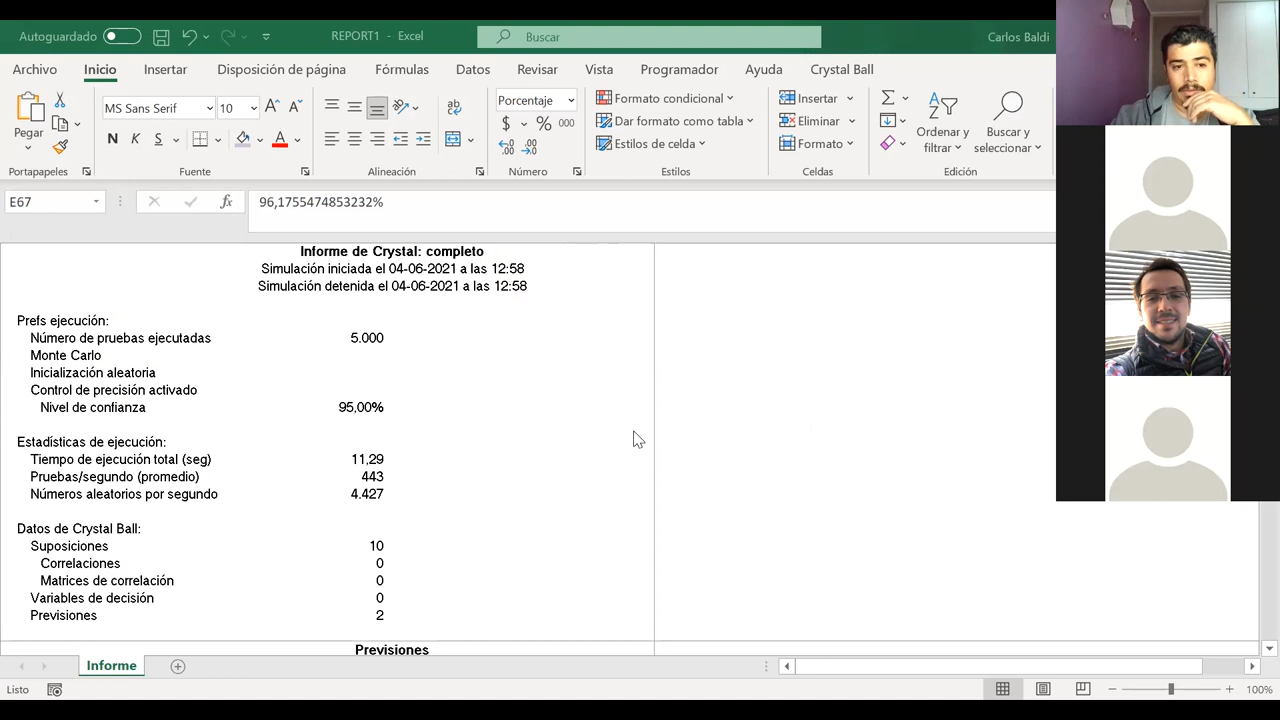 Autoguardado
REPORT1 - Excel
Buscar
Carlos Baldi
Archivo Inicio Insertar Disposición de página Fórmulas Datos Revisar Vista Programador Ayuda Crystal Ball
Pegar
Portapapeles
MS Sans Serif 10
N K S
Fuente
Alineación
Porcentaje
$ % 000
Número
Formato condicional
Dar formato como tabla
Estilos de celda
Estilos
Insertar
Eliminar
Formato
Celdas
Ordenar y filtrar
Buscar y seleccionar
Edición
E67 fx 96,1755474853232%
Informe de Crystal: completo
Simulación iniciada el 04-06-2021 a las 12:58
Simulación detenida el 04-06-2021 a las 12:58
Prefs ejecución:
Número de pruebas ejecutadas 5.000
Monte Carlo
Inicialización aleatoria
Control de precisión activado
Nivel de confianza 95,00%
Estadísticas de ejecución:
Tiempo de ejecución total (seg) 11,29
Pruebas/segundo (promedio) 443
Números aleatorios por segundo 4.427
Datos de Crystal Ball:
Suposiciones 10
Correlaciones 0
Matrices de correlación 0
Variables de decisión 0
Previsiones 2
Previsiones
Informe
Listo
100%